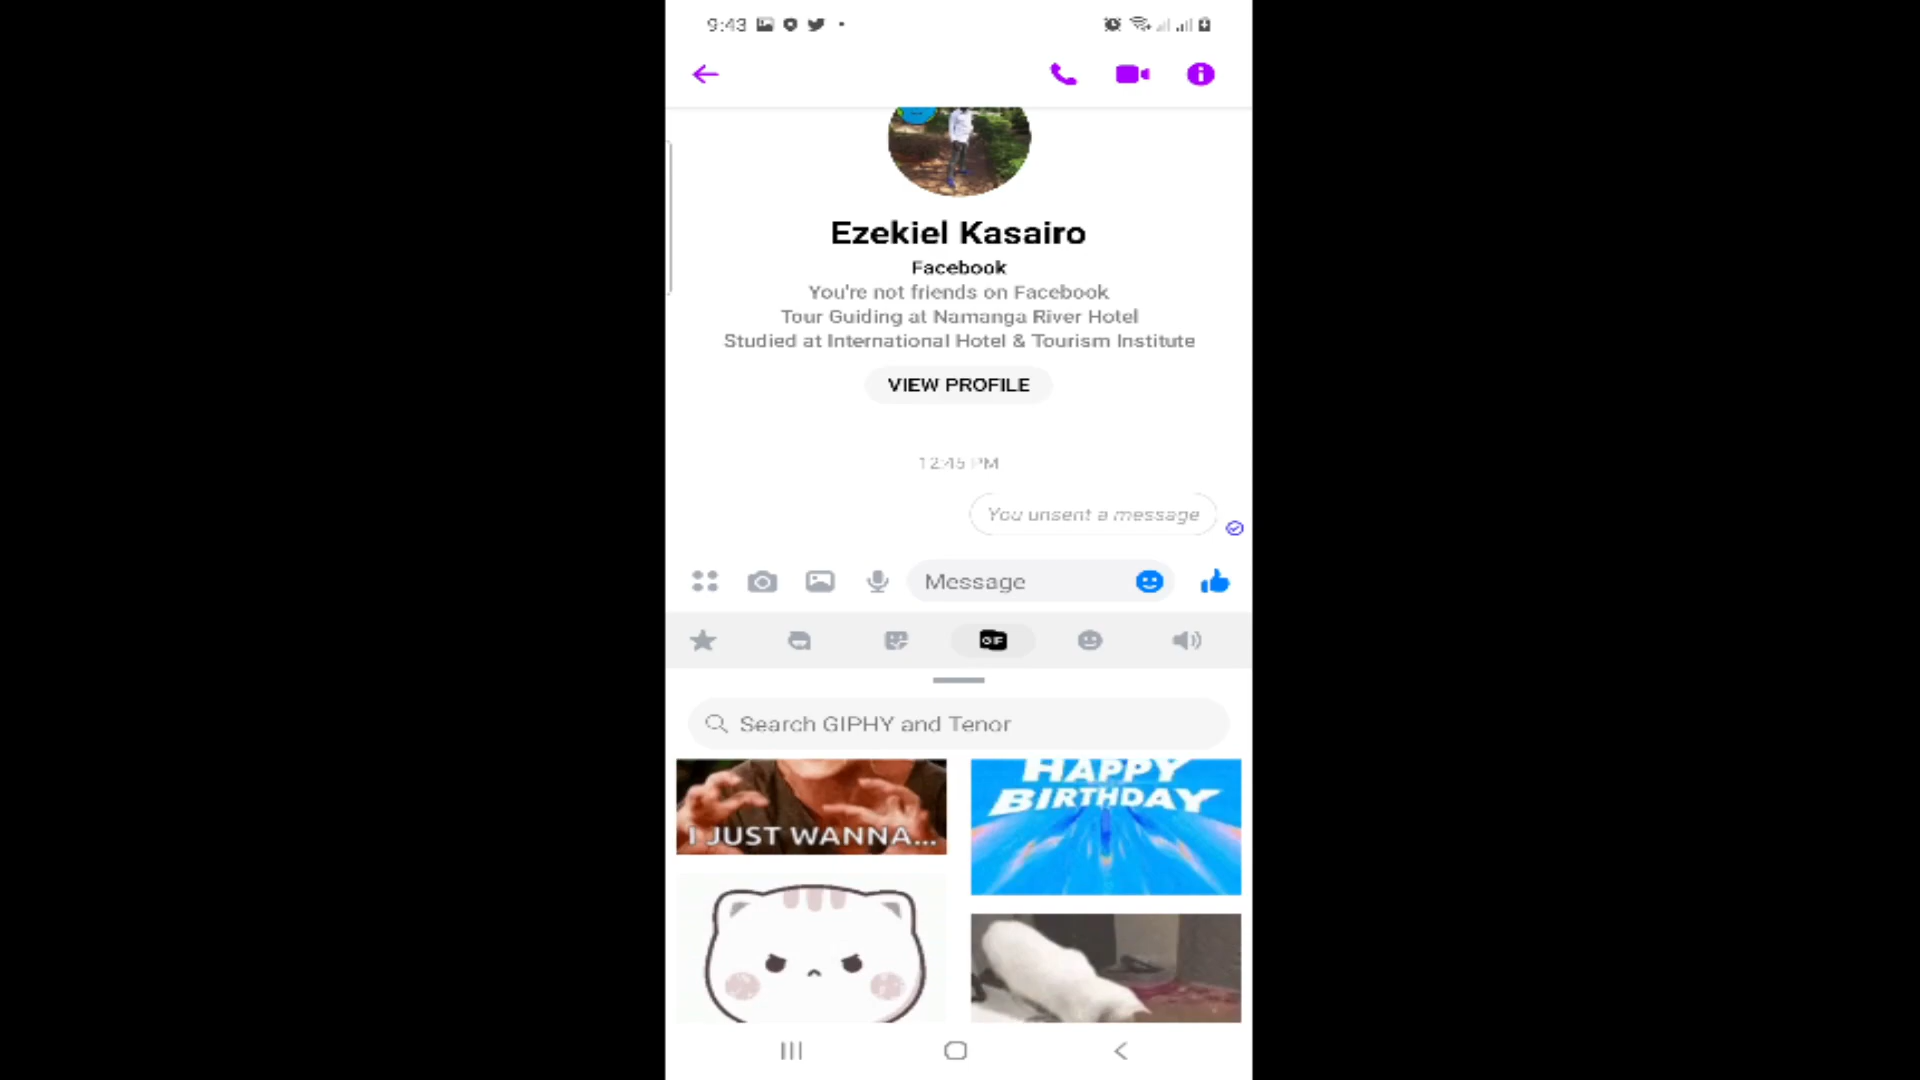 9:43
Ezekiel Kasairo
Facebook
You're not friends on Facebook
Tour Guiding at Namanga River Hotel
Studied at International Hotel & Tourism Institute
VIEW PROFILE
12:45 PM
You unsent a message
Message
GIF
Search GIPHY and Tenor
I JUST WANNA...
HAPPY
BIRTHDAY